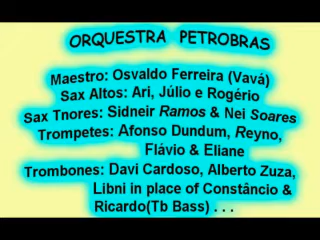 ORQUESTRA PETROBRAS
Maestro: Osvaldo Ferreira (Vavá)
Sax Altos: Ari, Júlio e Rogério
Sax Tnores: Sidneir Ramos & Nei Soares
Trompetes: Afonso Dundum, Reyno,
Flávio & Eliane
Trombones: Davi Cardoso, Alberto Zuza,
Libni in place of Constâncio &
Ricardo(Tb Bass) . . .